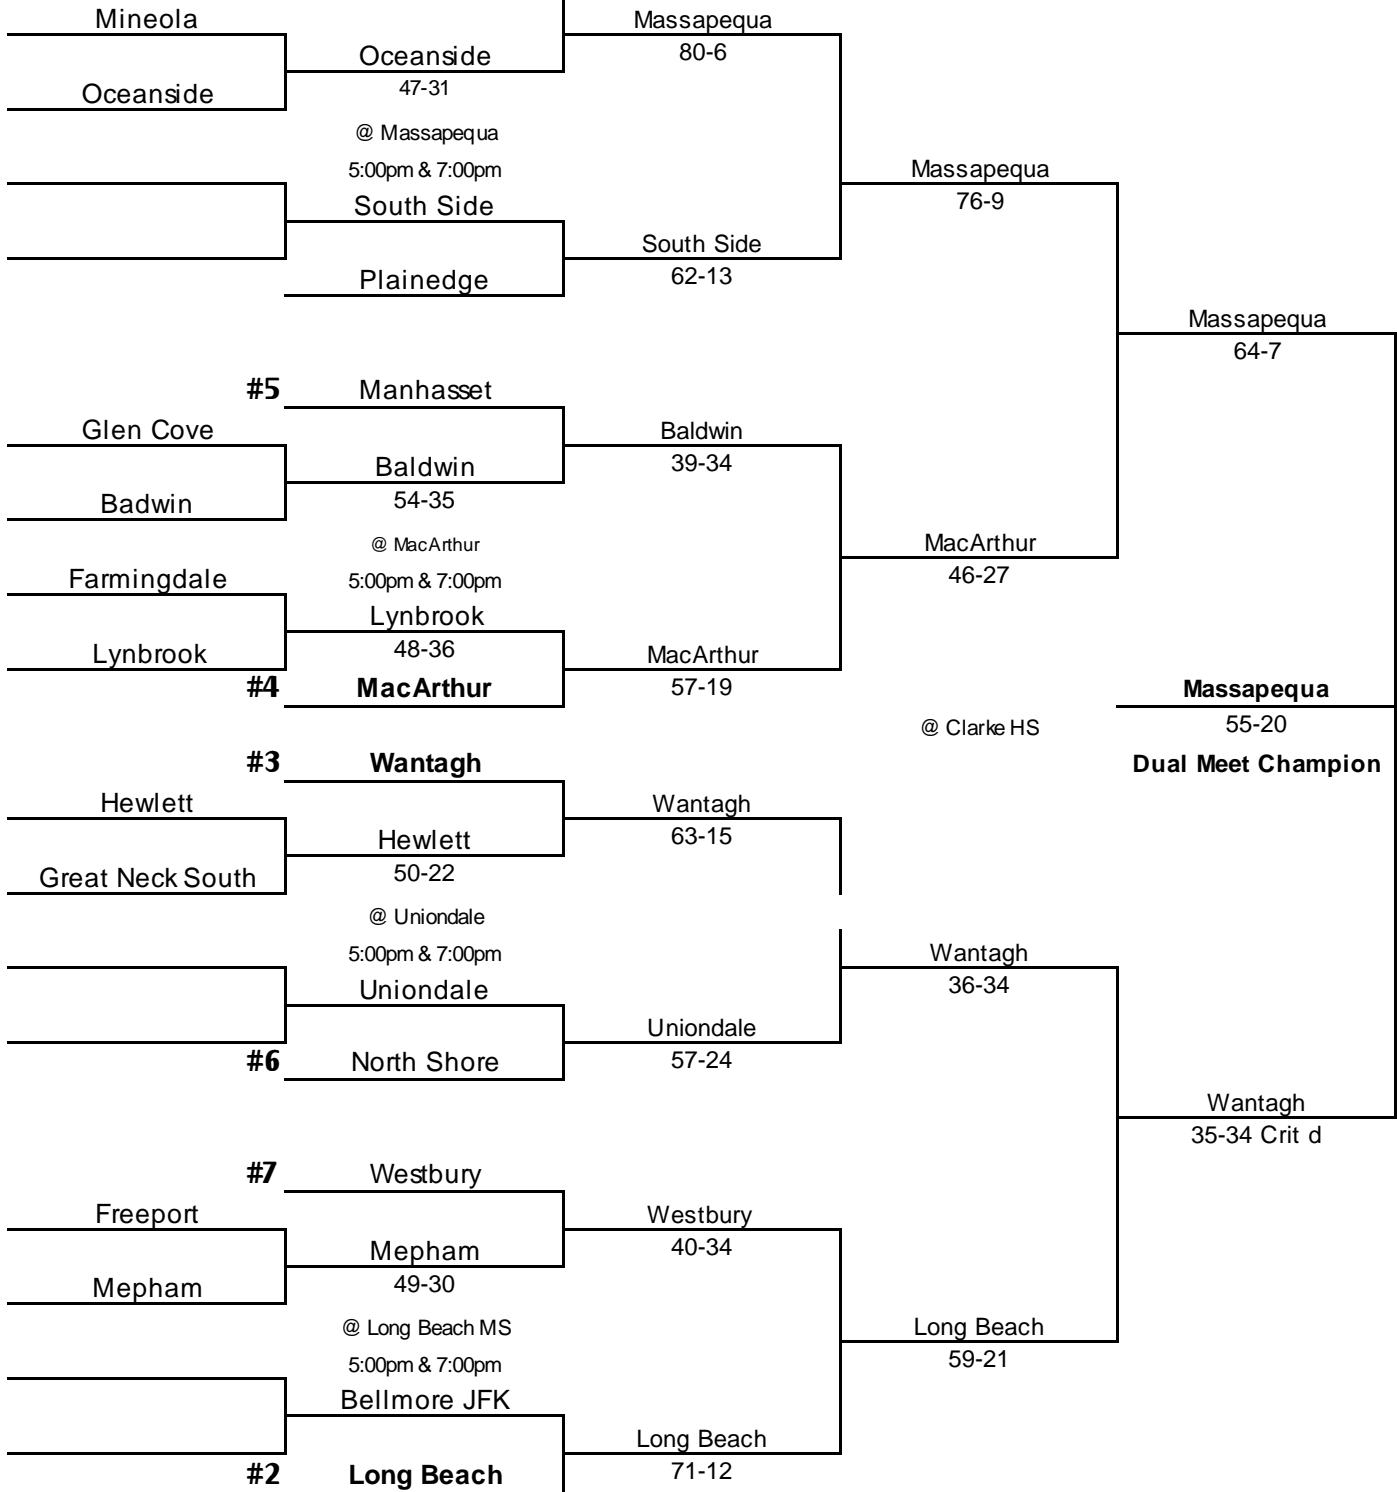 Mineola
Massapequa
Oceanside
80-6
47-31
Oceanside
@ Massapequa
5:00pm & 7:00pm
Massapequa
76-9
South Side
South Side
62-13
Plainedge
Massapequa
64-7
#5 Manhasset
Glen Cove
Baldwin
39-34
Baldwin
54-35
Badwin
@ MacArthur
MacArthur
46-27
Farmingdale
5:00pm & 7:00pm
Lynbrook
48-36
Lynbrook
MacArthur
57-19
#4 MacArthur
Massapequa
55-20
@ Clarke HS
#3 Wantagh
Dual Meet Champion
Hewlett
Wantagh
63-15
Hewlett
50-22
Great Neck South
@ Uniondale
5:00pm & 7:00pm
Wantagh
36-34
Uniondale
Uniondale
57-24
#6 North Shore
Wantagh
35-34 Crit d
#7 Westbury
Freeport
Westbury
40-34
Mepham
49-30
Mepham
@ Long Beach MS
Long Beach
59-21
5:00pm & 7:00pm
Bellmore JFK
Long Beach
71-12
#2 Long Beach